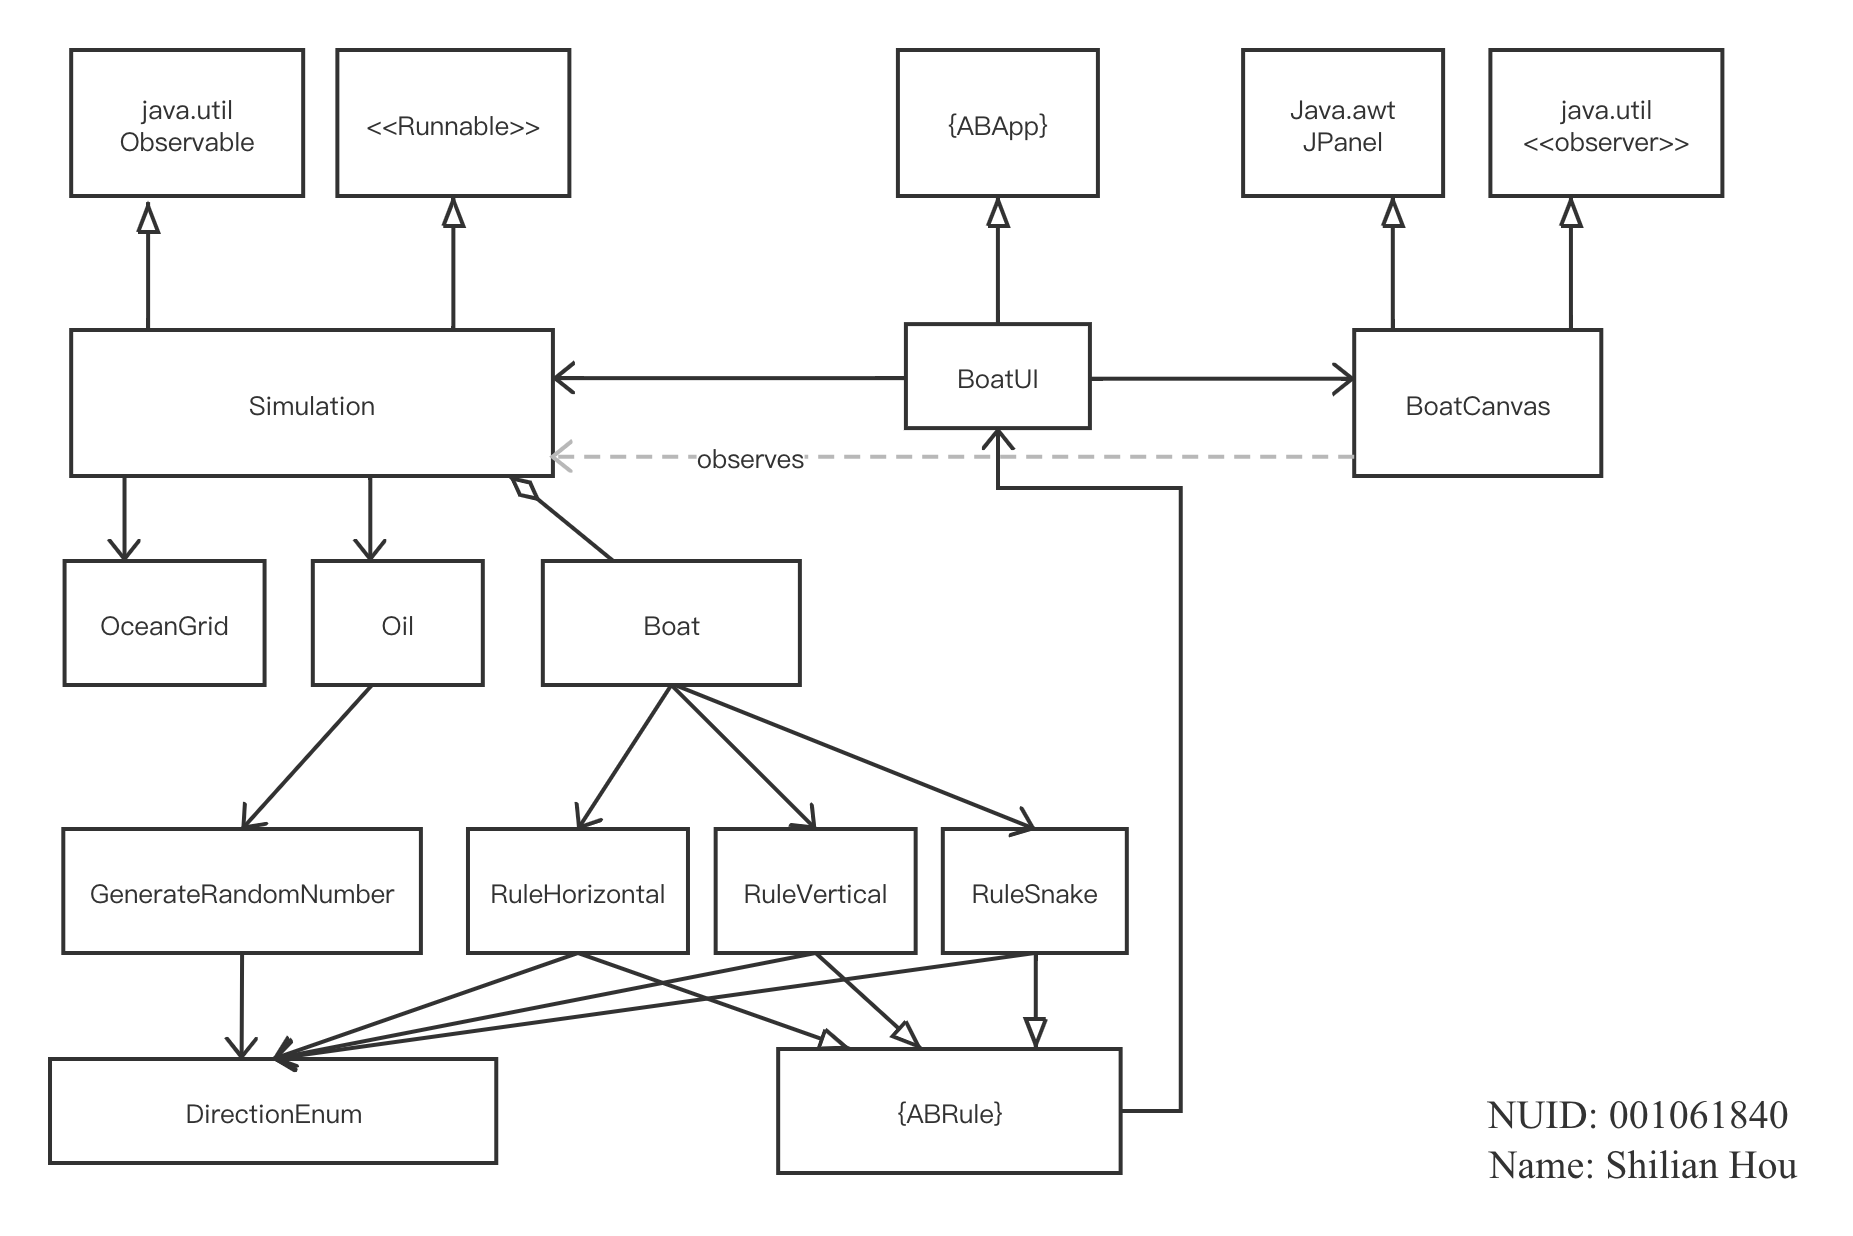 java.util
Observable
<<Runnable>>
{ABApp}
Java.awt
JPanel
java.util
<<observer>>
Simulation
BoatUI
BoatCanvas
observes
OceanGrid
Oil
Boat
GenerateRandomNumber
RuleHorizontal
RuleVertical
RuleSnake
DirectionEnum
{ABRule}
NUID: 001061840
Name: Shilian Hou